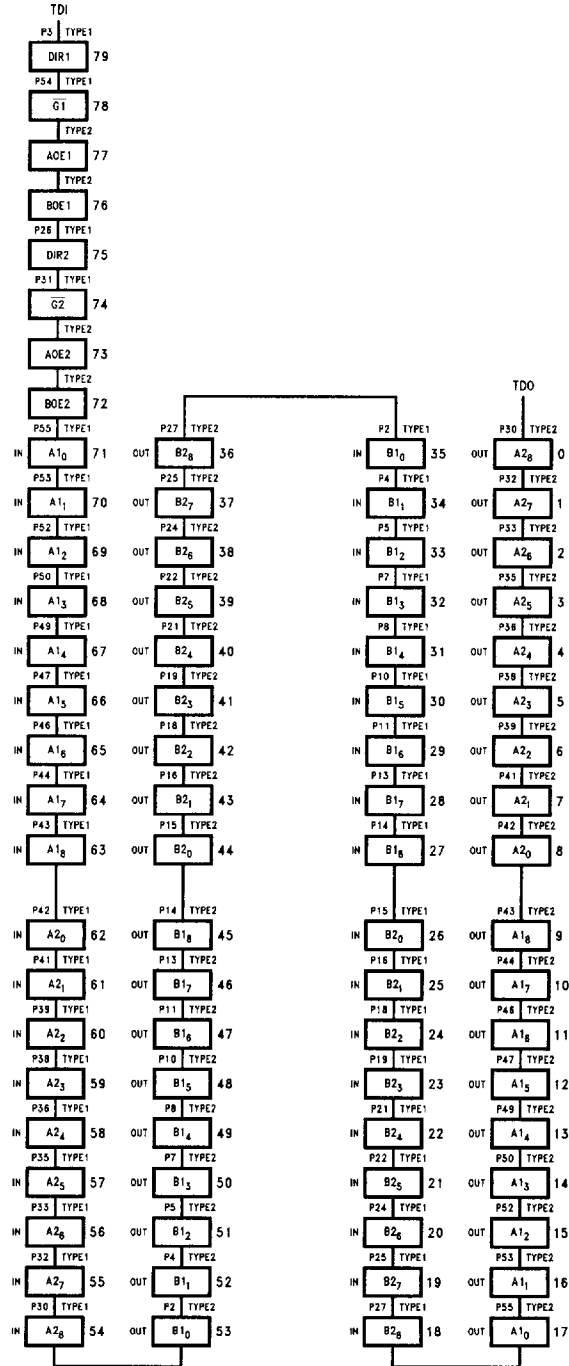 TDI
P3 TYPE1
DIR1 79
P54 TYPE1
G̅1̅ 78
TYPE2
AOE1 77
TYPE2
BOE1 76
P26 TYPE1
DIR2 75
P31 TYPE1
G̅2̅ 74
TYPE2
AOE2 73
TYPE2
BOE2 72
P55 TYPE1
IN A1₀ 71
P53 TYPE1
IN A1₁ 70
P52 TYPE1
IN A1₂ 69
P50 TYPE1
IN A1₃ 68
P49 TYPE1
IN A1₄ 67
P47 TYPE1
IN A1₅ 66
P46 TYPE1
IN A1₆ 65
P44 TYPE1
IN A1₇ 64
P43 TYPE1
IN A1₈ 63
P42 TYPE1
IN A2₀ 62
P41 TYPE1
IN A2₁ 61
P39 TYPE1
IN A2₂ 60
P38 TYPE1
IN A2₃ 59
P36 TYPE1
IN A2₄ 58
P35 TYPE1
IN A2₅ 57
P33 TYPE1
IN A2₆ 56
P32 TYPE1
IN A2₇ 55
P30 TYPE1
IN A2₈ 54
P27 TYPE2
OUT B2₈ 36
P25 TYPE2
OUT B2₇ 37
P24 TYPE2
OUT B2₆ 38
P22 TYPE2
OUT B2₅ 39
P21 TYPE2
OUT B2₄ 40
P19 TYPE2
OUT B2₃ 41
P18 TYPE2
OUT B2₂ 42
P16 TYPE2
OUT B2₁ 43
P15 TYPE2
OUT B2₀ 44
P14 TYPE2
OUT B1₈ 45
P13 TYPE2
OUT B1₇ 46
P11 TYPE2
OUT B1₆ 47
P10 TYPE2
OUT B1₅ 48
P8 TYPE2
OUT B1₄ 49
P7 TYPE2
OUT B1₃ 50
P5 TYPE2
OUT B1₂ 51
P4 TYPE2
OUT B1₁ 52
P2 TYPE2
OUT B1₀ 53
P2 TYPE1
IN B1₀ 35
P4 TYPE1
IN B1₁ 34
P5 TYPE1
IN B1₂ 33
P7 TYPE1
IN B1₃ 32
P8 TYPE1
IN B1₄ 31
P10 TYPE1
IN B1₅ 30
P11 TYPE1
IN B1₆ 29
P13 TYPE1
IN B1₇ 28
P14 TYPE1
IN B1₈ 27
P15 TYPE1
IN B2₀ 26
P16 TYPE1
IN B2₁ 25
P18 TYPE1
IN B2₂ 24
P19 TYPE1
IN B2₃ 23
P21 TYPE1
IN B2₄ 22
P22 TYPE1
IN B2₅ 21
P24 TYPE1
IN B2₆ 20
P25 TYPE1
IN B2₇ 19
P27 TYPE1
IN B2₈ 18
TDO
P30 TYPE2
OUT A2₈ 0
P32 TYPE2
OUT A2₇ 1
P33 TYPE2
OUT A2₆ 2
P35 TYPE2
OUT A2₅ 3
P36 TYPE2
OUT A2₄ 4
P38 TYPE2
OUT A2₃ 5
P39 TYPE2
OUT A2₂ 6
P41 TYPE2
OUT A2₁ 7
P42 TYPE2
OUT A2₀ 8
P43 TYPE2
OUT A1₈ 9
P44 TYPE2
OUT A1₇ 10
P46 TYPE2
OUT A1₆ 11
P47 TYPE2
OUT A1₅ 12
P49 TYPE2
OUT A1₄ 13
P50 TYPE2
OUT A1₃ 14
P52 TYPE2
OUT A1₂ 15
P53 TYPE2
OUT A1₁ 16
P55 TYPE2
OUT A1₀ 17